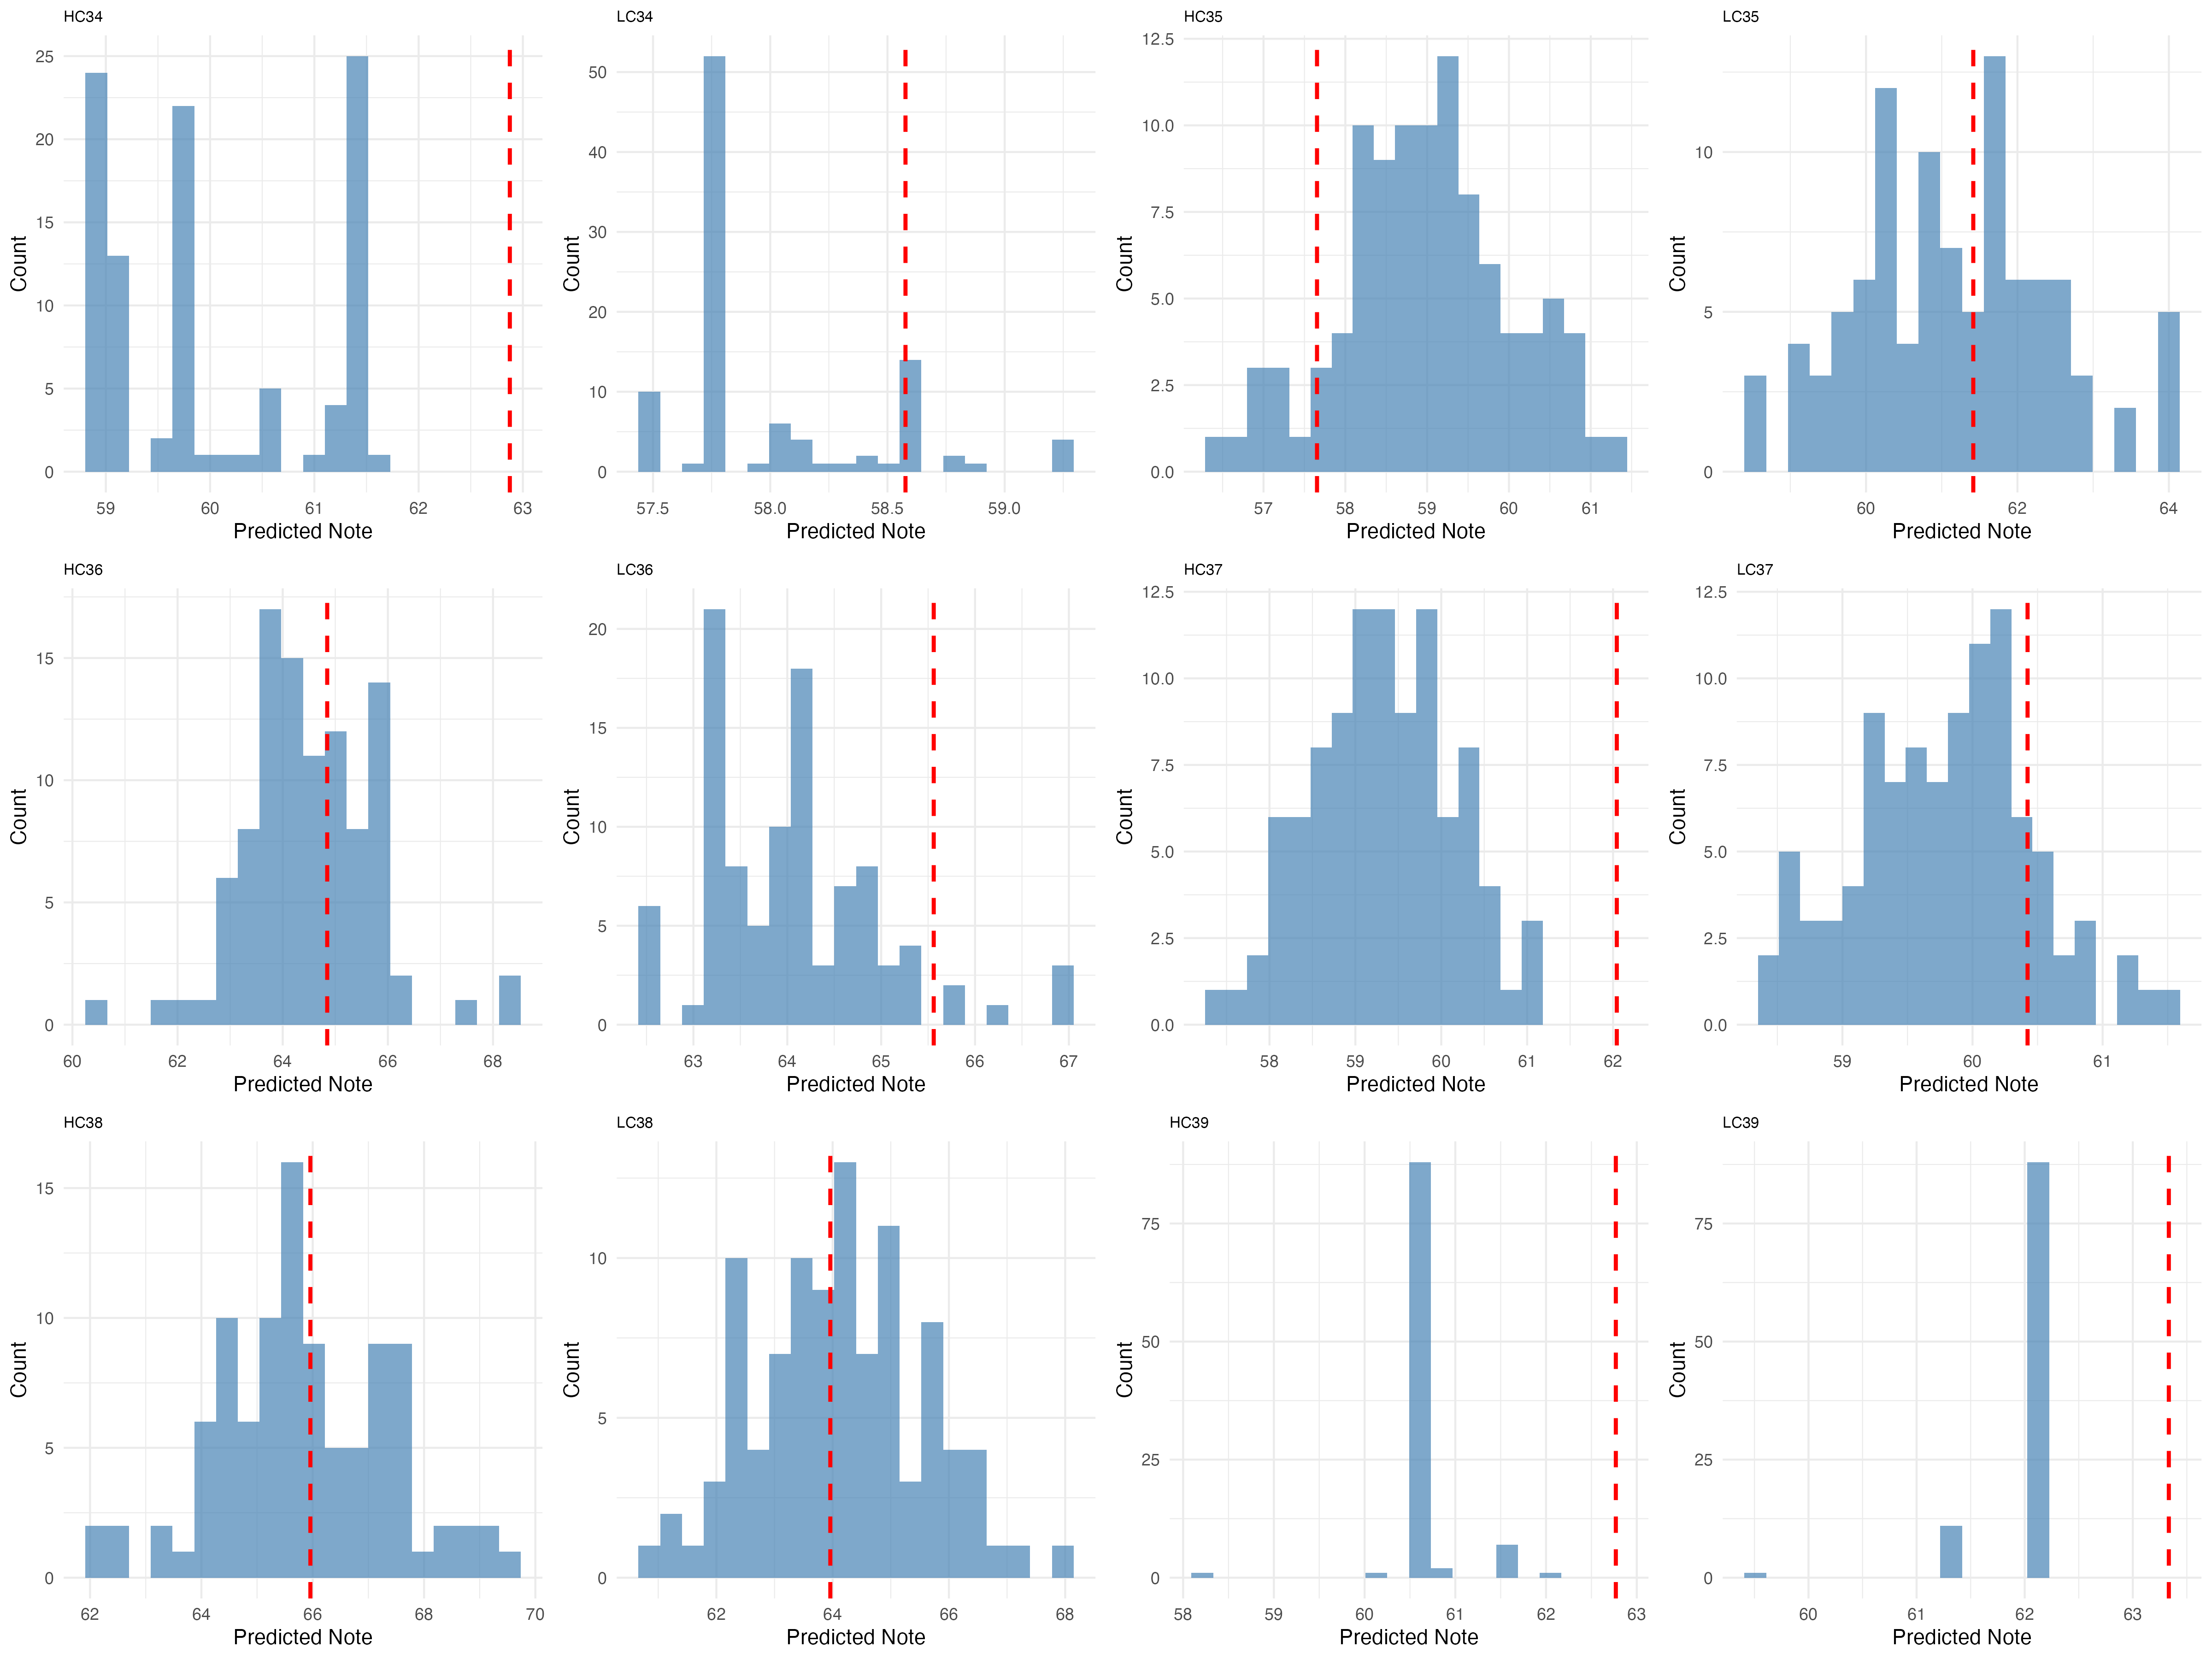 HC34
25
20
15
10
5
0
Count
59 60 61 62 63
Predicted Note
LC34
50
40
30
20
10
0
Count
57.5 58.0 58.5 59.0
Predicted Note
HC35
12.5
10.0
7.5
5.0
2.5
0.0
Count
57 58 59 60 61
Predicted Note
LC35
10
5
0
Count
60 62 64
Predicted Note
HC36
15
10
5
0
Count
60 62 64 66 68
Predicted Note
LC36
20
15
10
5
0
Count
63 64 65 66 67
Predicted Note
HC37
12.5
10.0
7.5
5.0
2.5
0.0
Count
58 59 60 61 62
Predicted Note
LC37
12.5
10.0
7.5
5.0
2.5
0.0
Count
59 60 61
Predicted Note
HC38
15
10
5
0
Count
62 64 66 68 70
Predicted Note
LC38
10
5
0
Count
62 64 66 68
Predicted Note
HC39
75
50
25
0
Count
58 59 60 61 62 63
Predicted Note
LC39
75
50
25
0
Count
60 61 62 63
Predicted Note